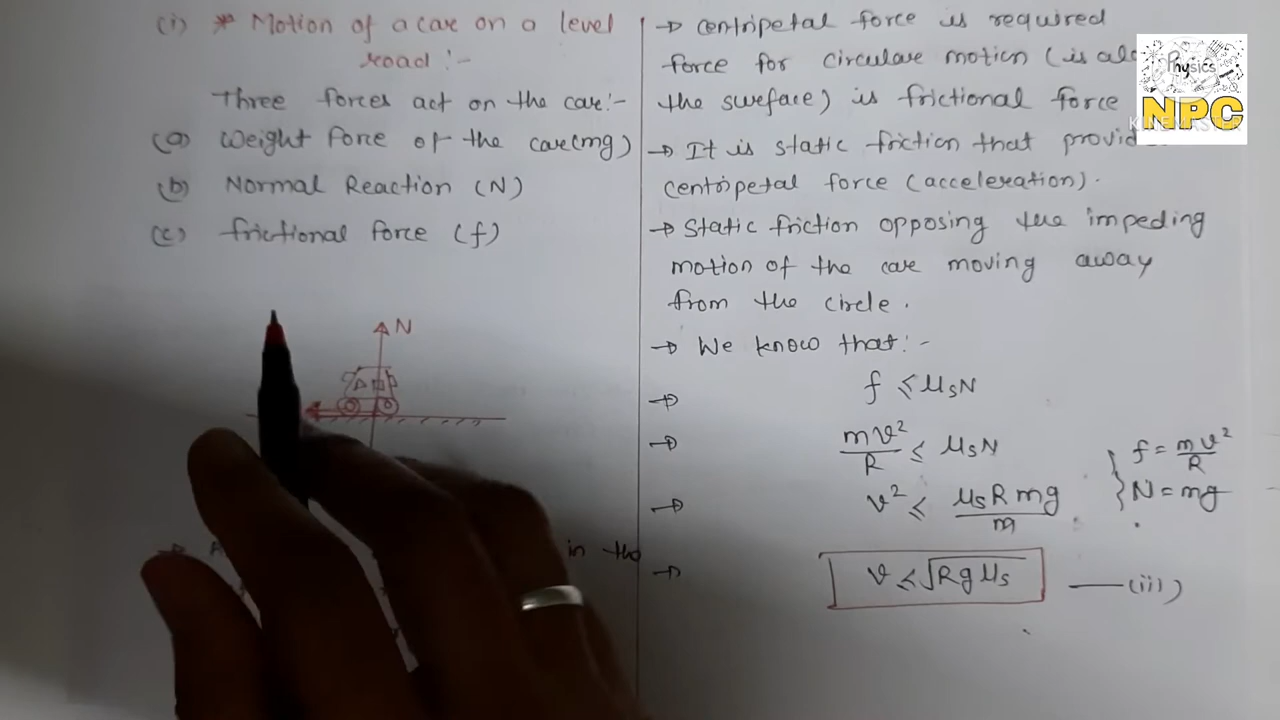 (i) * Motion of a car on a level
road :-
Three forces act on the car:-
(a) Weight force of the car(mg)
(b) Normal Reaction (N)
(c) frictional force (f)
N
in the
→ Centripetal force is required
force for circular motion (is
the surface) is frictional force
→ It is static friction that
centripetal force (acceleration).
→ Static friction opposing the impeding
motion of the car moving away
from the circle.
→ We know that:-
→ f ≤ μsN
→ mv²/R ≤ μsN
f = mv²/R
→ v² ≤ μsRmg/m
N = mg
→ v ≤ √RgμS —(ii)
Physics
NPC